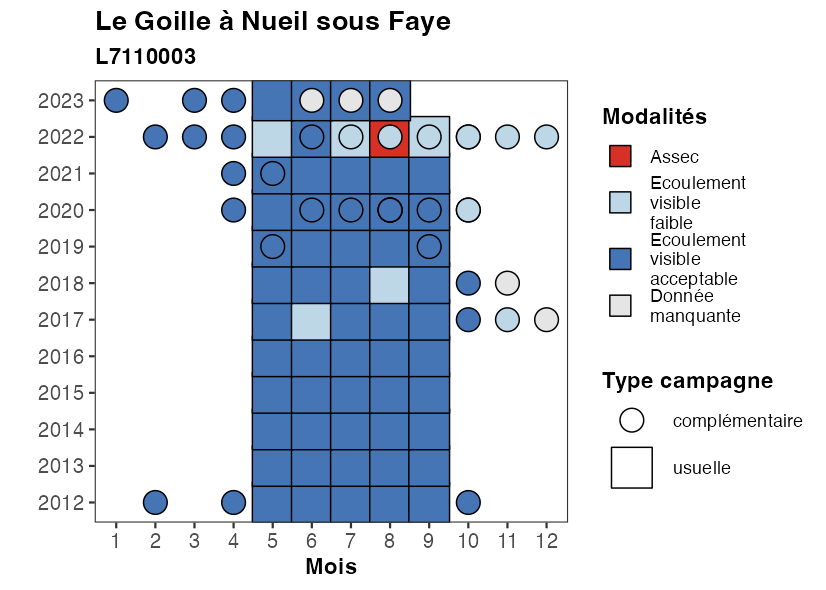 Le Goille à Nueil sous Faye
L7110003
2023
2022
2021
2020
2019
2018
2017
2016
2015
2014
2013
2012
1 2 3 4 5 6 7 8 9 10 11 12
Mois
Modalités
Assec
Ecoulement
visible
faible
Ecoulement
visible
acceptable
Donnée
manquante
Type campagne
complémentaire
usuelle